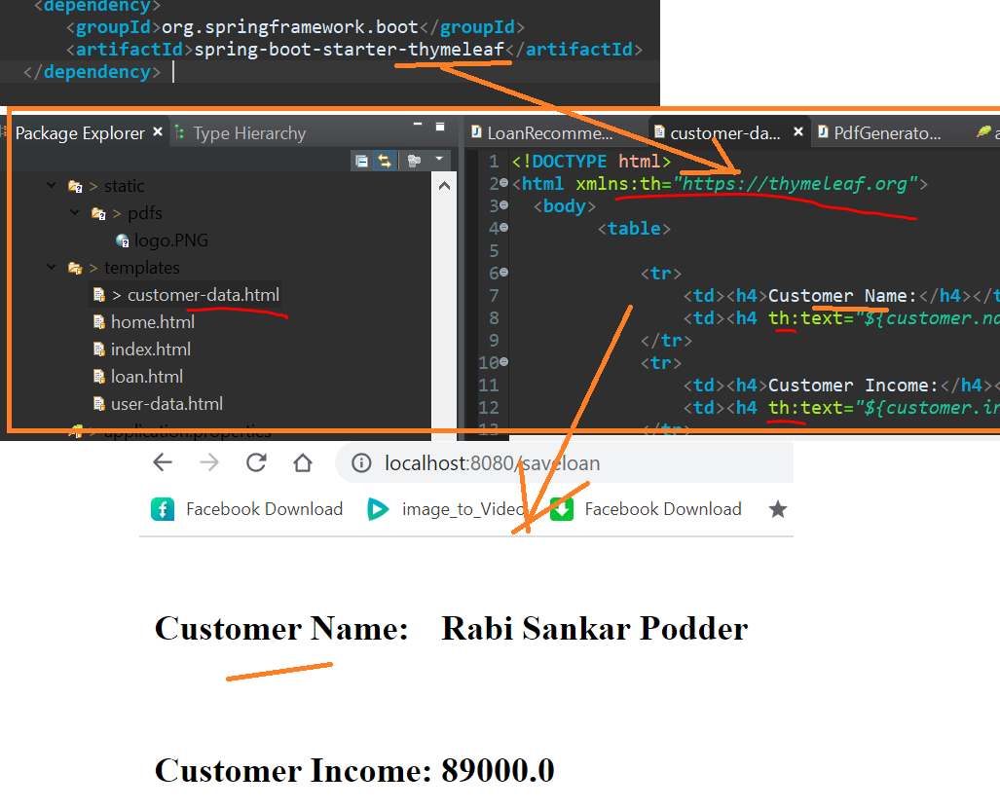 <dependency>
<groupId>org.springframework.boot</groupId>
<artifactId>spring-boot-starter-thymeleaf</artifactId>
</dependency>
Package Explorer
Type Hierarchy
> static
> pdfs
logo.PNG
> templates
> customer-data.html
home.html
index.html
loan.html
user-data.html
> application.properties
LoanRecomme...
customer-da...
PdfGenerato...
1 <!DOCTYPE html>
2 <html xmlns:th="https://thymeleaf.org">
3 <body>
4 <table>
5
6 <tr>
7 <td><h4>Customer Name:</h4></t
8 <td><h4 th:text="${customer.na
9 </tr>
10 <tr>
11 <td><h4>Customer Income:</h4><
12 <td><h4 th:text="${customer.in
13 </tr>
localhost:8080/saveloan
Facebook Download image_to_Video Facebook Download
Customer Name: Rabi Sankar Podder
Customer Income: 89000.0